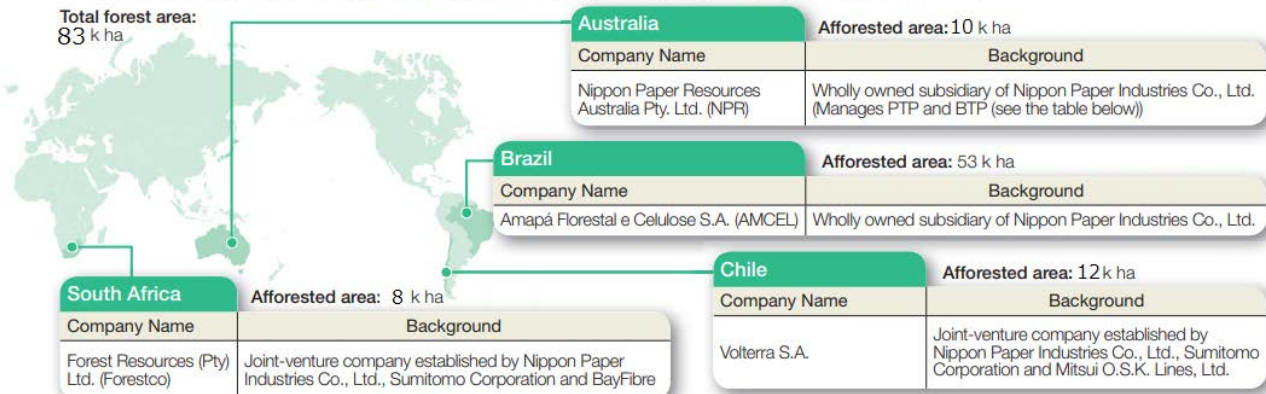 Total forest area:
83 k ha
Australia
Afforested area: 10 k ha
Company Name
Background
Nippon Paper Resources
Australia Pty. Ltd. (NPR)
Wholly owned subsidiary of Nippon Paper Industries Co., Ltd.
(Manages PTP and BTP (see the table below))
Brazil
Afforested area: 53 k ha
Company Name
Background
Amapá Florestal e Celulose S.A. (AMCEL)
Wholly owned subsidiary of Nippon Paper Industries Co., Ltd.
South Africa
Afforested area: 8 k ha
Company Name
Background
Forest Resources (Pty)
Ltd. (Forestco)
Joint-venture company established by Nippon Paper
Industries Co., Ltd., Sumitomo Corporation and BayFibre
Chile
Afforested area: 12 k ha
Company Name
Background
Volterra S.A.
Joint-venture company established by
Nippon Paper Industries Co., Ltd., Sumitomo
Corporation and Mitsui O.S.K. Lines, Ltd.